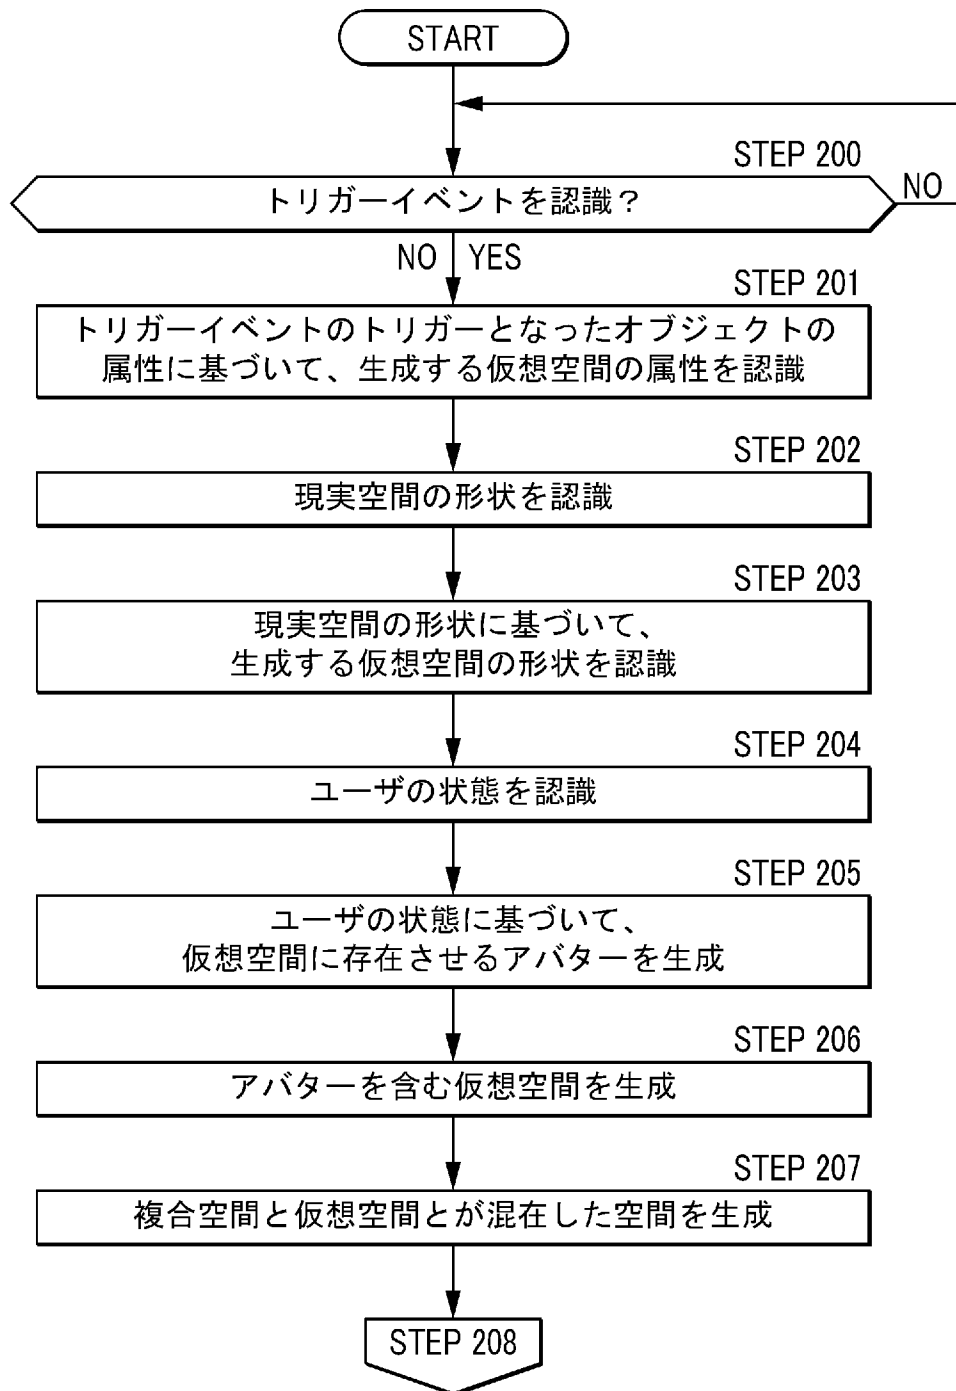 START
STEP 200
トリガーイベントを認識？
NO
NO YES
STEP 201
トリガーイベントのトリガーとなったオブジェクトの
属性に基づいて、生成する仮想空間の属性を認識
STEP 202
現実空間の形状を認識
STEP 203
現実空間の形状に基づいて、
生成する仮想空間の形状を認識
STEP 204
ユーザの状態を認識
STEP 205
ユーザの状態に基づいて、
仮想空間に存在させるアバターを生成
STEP 206
アバターを含む仮想空間を生成
STEP 207
複合空間と仮想空間とが混在した空間を生成
STEP 208